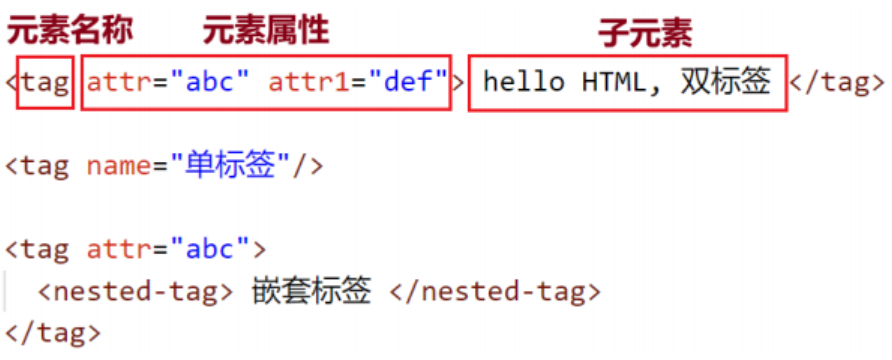 元素名称 元素属性 子元素
<tag attr="abc" attr1="def"> hello HTML, 双标签 </tag>
<tag name="单标签"/>
<tag attr="abc">
<nested-tag> 嵌套标签 </nested-tag>
</tag>